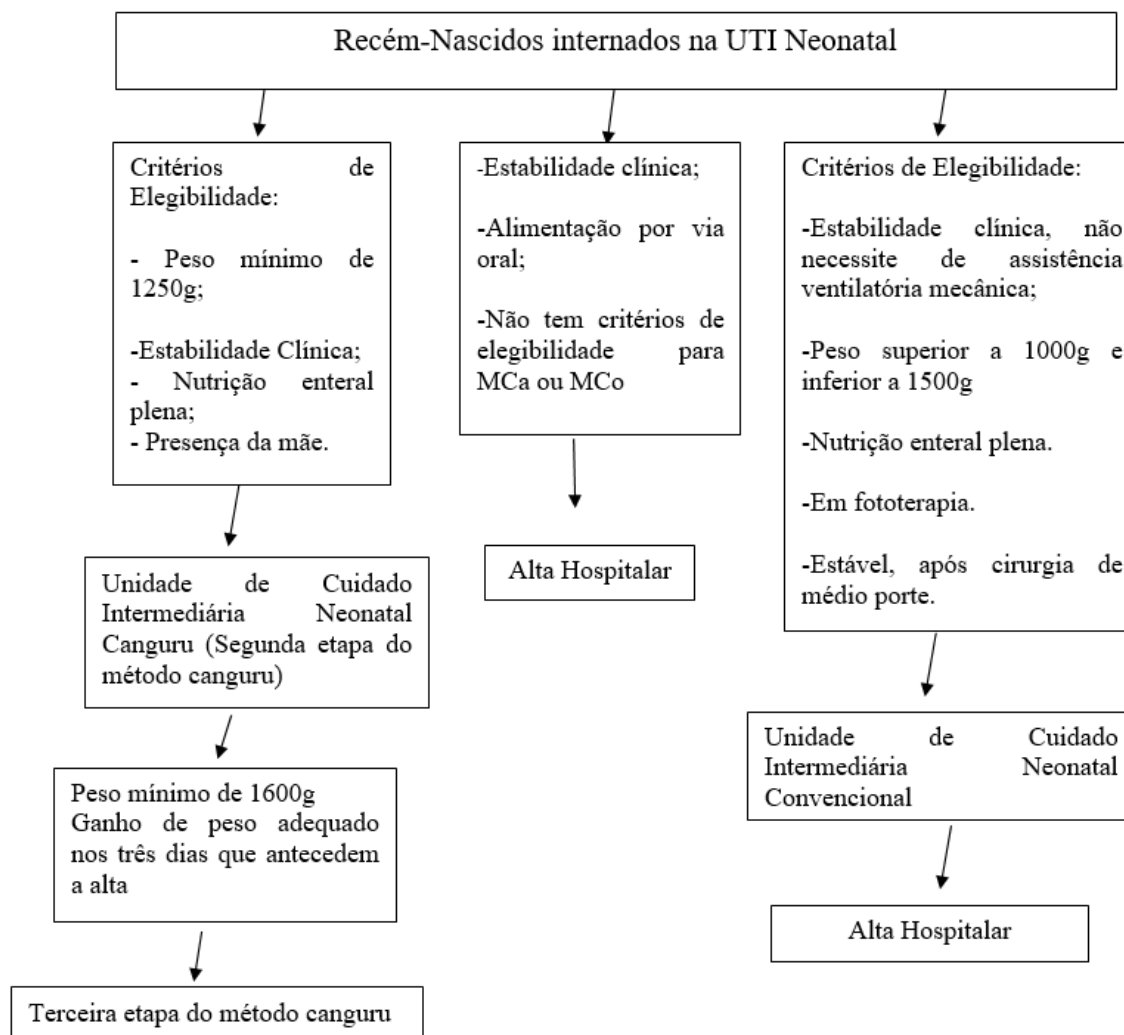 Recém-Nascidos internados na UTI Neonatal
Critérios de
Elegibilidade:
- Peso mínimo de
1250g;
-Estabilidade Clínica;
- Nutrição enteral
plena;
- Presença da mãe.
Unidade de Cuidado
Intermediária Neonatal
Canguru (Segunda etapa do
método canguru)
Peso mínimo de 1600g
Ganho de peso adequado
nos três dias que antecedem
a alta
Terceira etapa do método canguru
-Estabilidade clínica;
-Alimentação por via
oral;
-Não tem critérios de
elegibilidade para
MCa ou MCo
Alta Hospitalar
Critérios de Elegibilidade:
-Estabilidade clínica, não
necessite de assistência
ventilatória mecânica;
-Peso superior a 1000g e
inferior a 1500g
-Nutrição enteral plena.
-Em fototerapia.
-Estável, após cirurgia de
médio porte.
Unidade de Cuidado
Intermediária Neonatal
Convencional
Alta Hospitalar